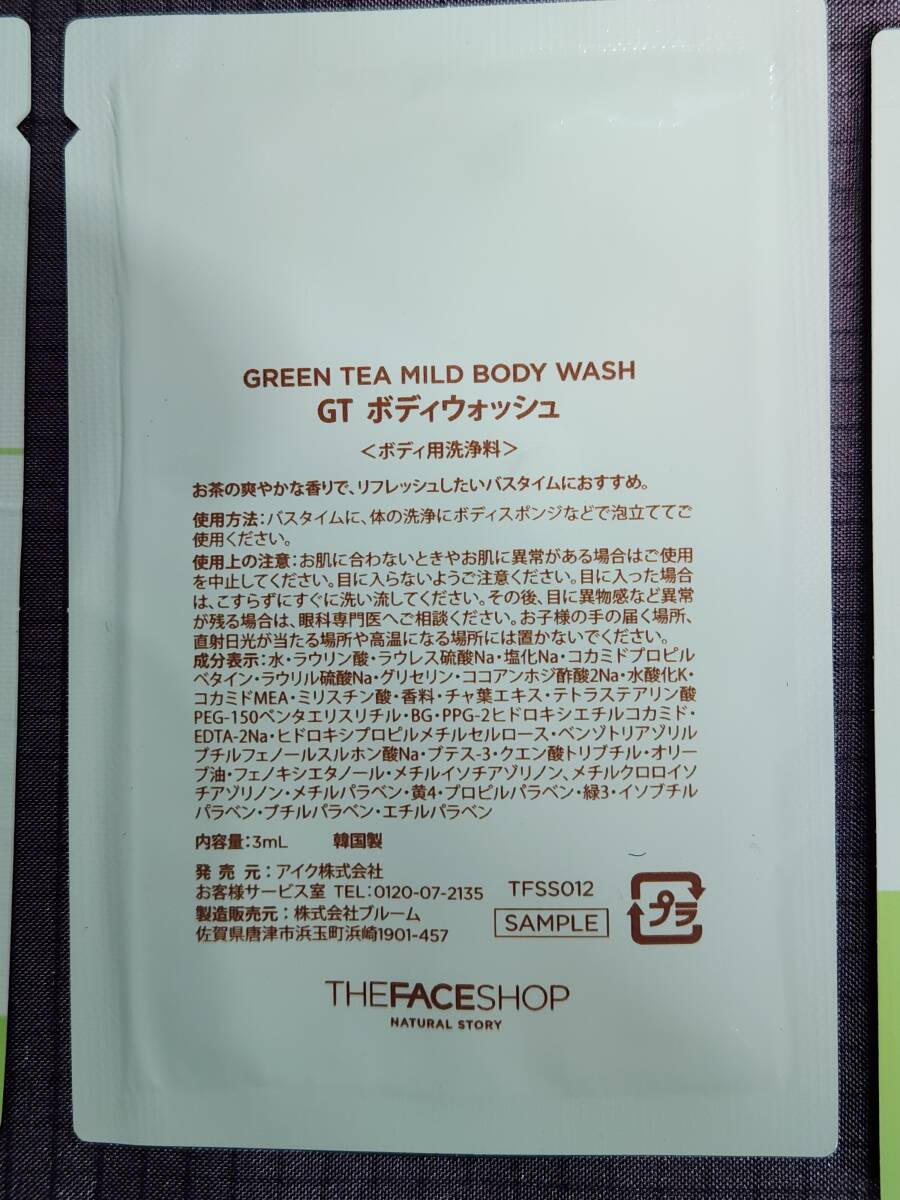 GREEN TEA MILD BODY WASH
GT ボディウォッシュ
＜ボディ用洗浄料＞
お茶の爽やかな香りで、リフレッシュしたいバスタイムにおすすめ。
使用方法：バスタイムに、体の洗浄にボディスポンジなどで泡立ててご
使用ください。
使用上の注意：お肌に合わないときやお肌に異常がある場合はご使用
を中止してください。目に入らないようご注意ください。目に入った場合
は、こすらずにすぐに洗い流してください。その後、目に異物感など異常
が残る場合は、眼科専門医へご相談ください。お子様の手の届く場所、
直射日光が当たる場所や高温になる場所には置かないでください。
成分表示：水・ラウリン酸・ラウレス硫酸Na・塩化Na・コカミドプロピル
ベタイン・ラウリル硫酸Na・グリセリン・ココアンホジ酢酸2Na・水酸化K・
コカミドMEA・ミリスチン酸・香料・チャ葉エキス・テトラステアリン酸
PEG-150ペンタエリスリチル・BG・PPG-2ヒドロキシエチルコカミド・
EDTA-2Na・ヒドロキシプロピルメチルセルロース・ベンゾトリアゾリル
ブチルフェノールスルホン酸Na・ブテス-3・クエン酸トリブチル・オリー
ブ油・フェノキシエタノール・メチルイソチアゾリノン、メチルクロロイソ
チアゾリノン・メチルパラベン・黄4・プロピルパラベン・緑3・イソブチル
パラベン・ブチルパラベン・エチルパラベン
内容量：3mL 韓国製
発 売 元：アイク株式会社
お客様サービス室 TEL：0120-07-2135 TFSS012
製造販売元：株式会社ブルーム SAMPLE プラ
佐賀県唐津市浜玉町浜崎1901-457
THEFACESHOP
NATURAL STORY